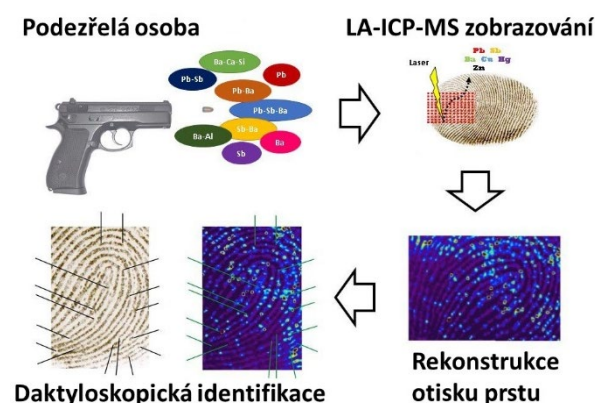 Podezřelá osoba
LA-ICP-MS zobrazování
Ba-Ca-Si
Pb-Sb
Pb
Pb-Ba
Pb-Sb-Ba
Sb-Ba
Ba-Al
Ba
Sb
Pb Sb
Ba Cu Hg
Zn
Laser
Rekonstrukce
otisku prstu
Daktyloskopická identifikace